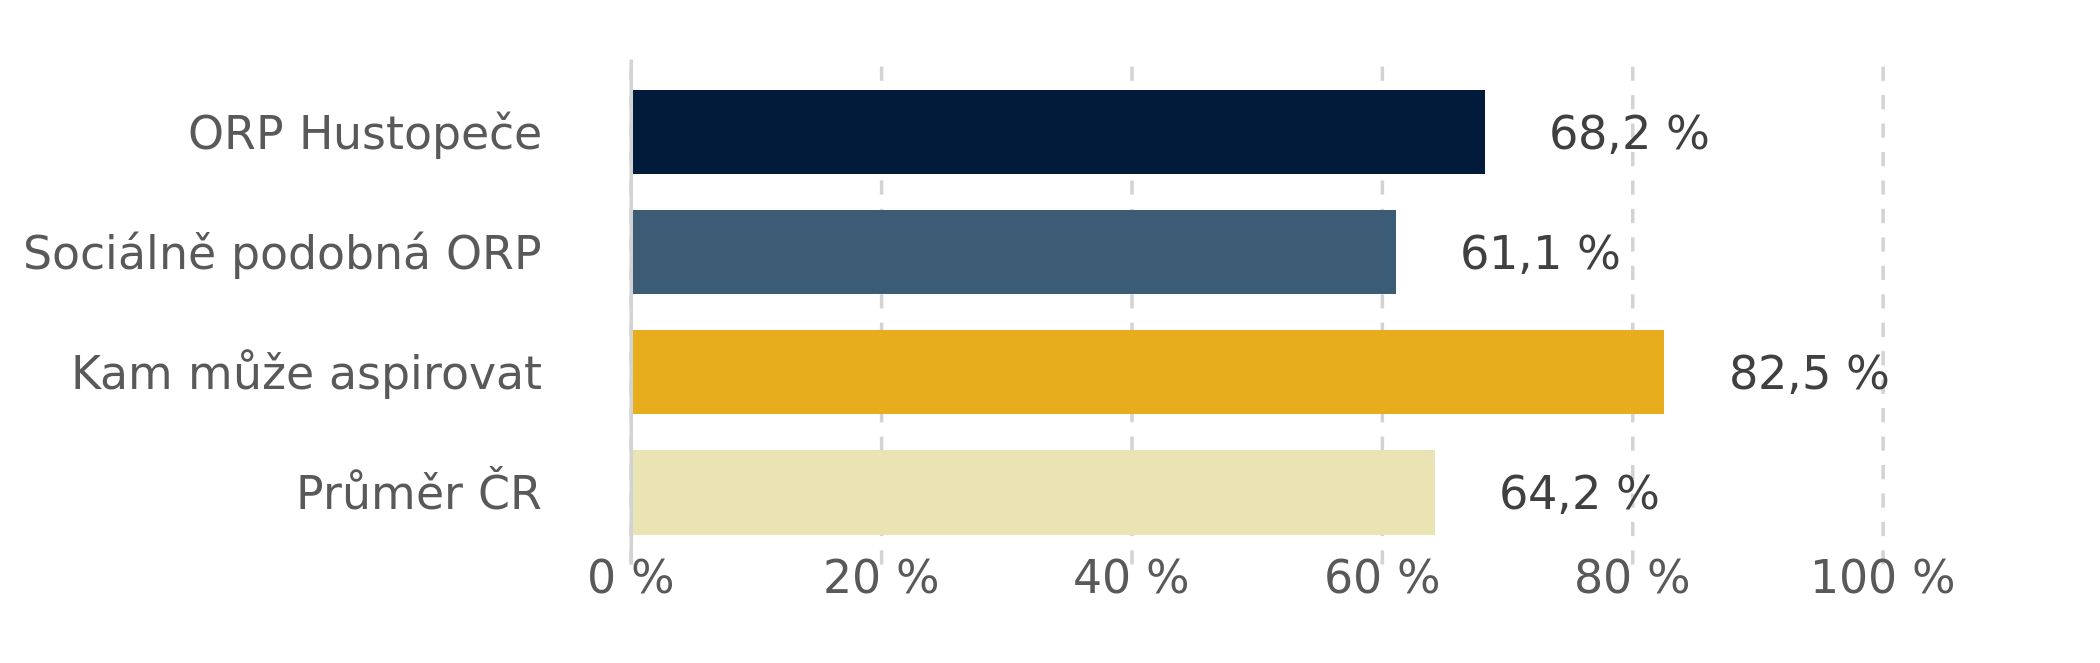 ORP Hustopeče 68,2 %
Sociálně podobná ORP 61,1 %
Kam může aspirovat 82,5 %
Průměr ČR 64,2 %
0 % 20 % 40 % 60 % 80 % 100 %